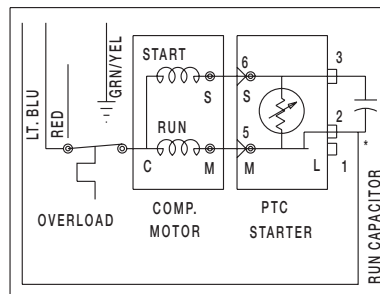 LT. BLU
RED
GRN/YEL
START
RUN
C
S
M
OVERLOAD
COMP.
MOTOR
6
S
5
M
L
PTC
STARTER
3
2
1
*
RUN CAPACITOR